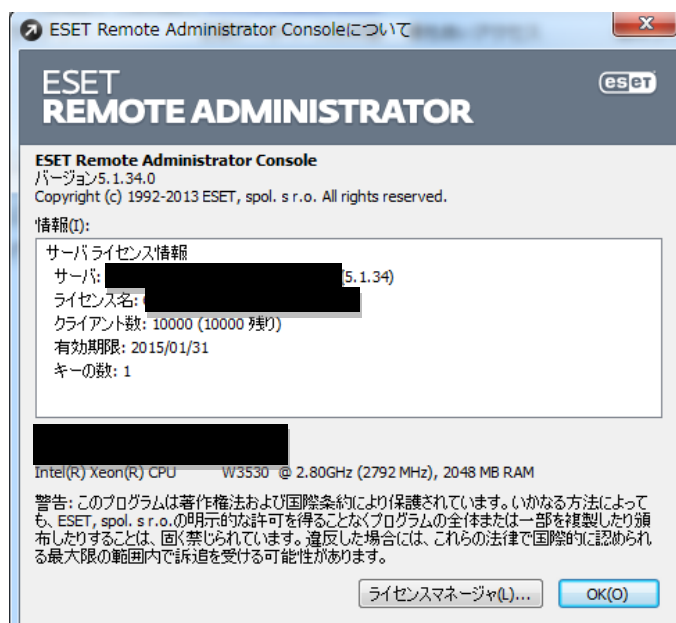 ESET Remote Administrator Consoleについて
ESET
REMOTE ADMINISTRATOR
eseT
ESET Remote Administrator Console
バージョン5.1.34.0
Copyright (c) 1992-2013 ESET, spol. s r.o. All rights reserved.
情報(I):
サーバ ライセンス情報
サーバ: (5.1.34)
ライセンス名:
クライアント数: 10000 (10000 残り)
有効期限: 2015/01/31
キーの数: 1
Intel(R) Xeon(R) CPU W3530 @ 2.80GHz (2792 MHz), 2048 MB RAM
警告: このプログラムは著作権法および国際条約により保護されています。いかなる方法によって
も、ESET, spol. s r.o.の明示的な許可を得ることなくプログラムの全体または一部を複製したり頒
布したりすることは、固く禁じられています。違反した場合には、これらの法律で国際的に認められ
る最大限の範囲内で訴追を受ける可能性があります。
ライセンスマネージャ(L)...
OK(O)